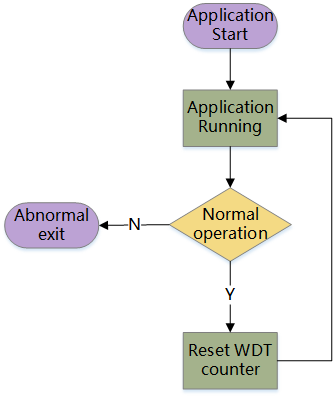 Application
Start
Application
Running
Normal
operation
N
Abnormal
exit
Y
Reset WDT
counter